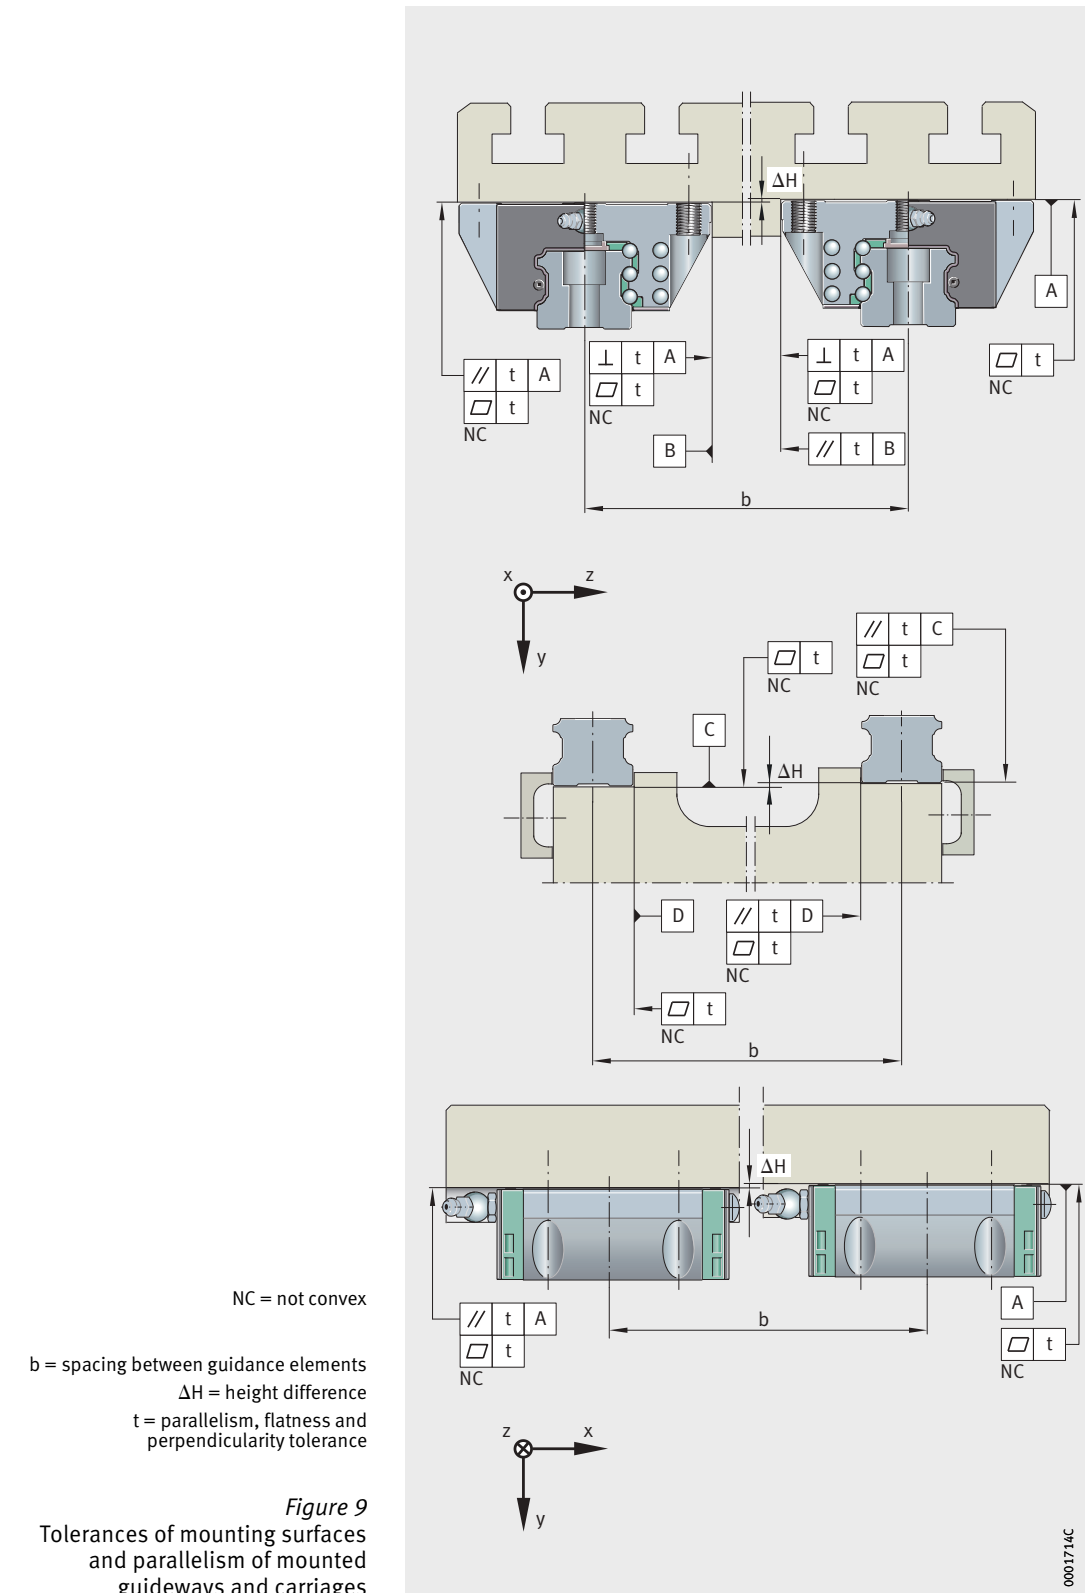 ΔH
A
// t A
⏥ t
NC
⊥ t A
⏥ t
NC
⊥ t A
⏥ t
NC
⏥ t
NC
B
// t B
b
x z
y
// t C
⏥ t
NC
⏥ t
NC
C
ΔH
D
// t D
⏥ t
NC
⏥ t
NC
b
ΔH
A
// t A
⏥ t
NC
b
⏥ t
NC
z x
y
NC = not convex
b = spacing between guidance elements
ΔH = height difference
t = parallelism, flatness and
perpendicularity tolerance
Figure 9
Tolerances of mounting surfaces
and parallelism of mounted
guideways and carriages
0001714C